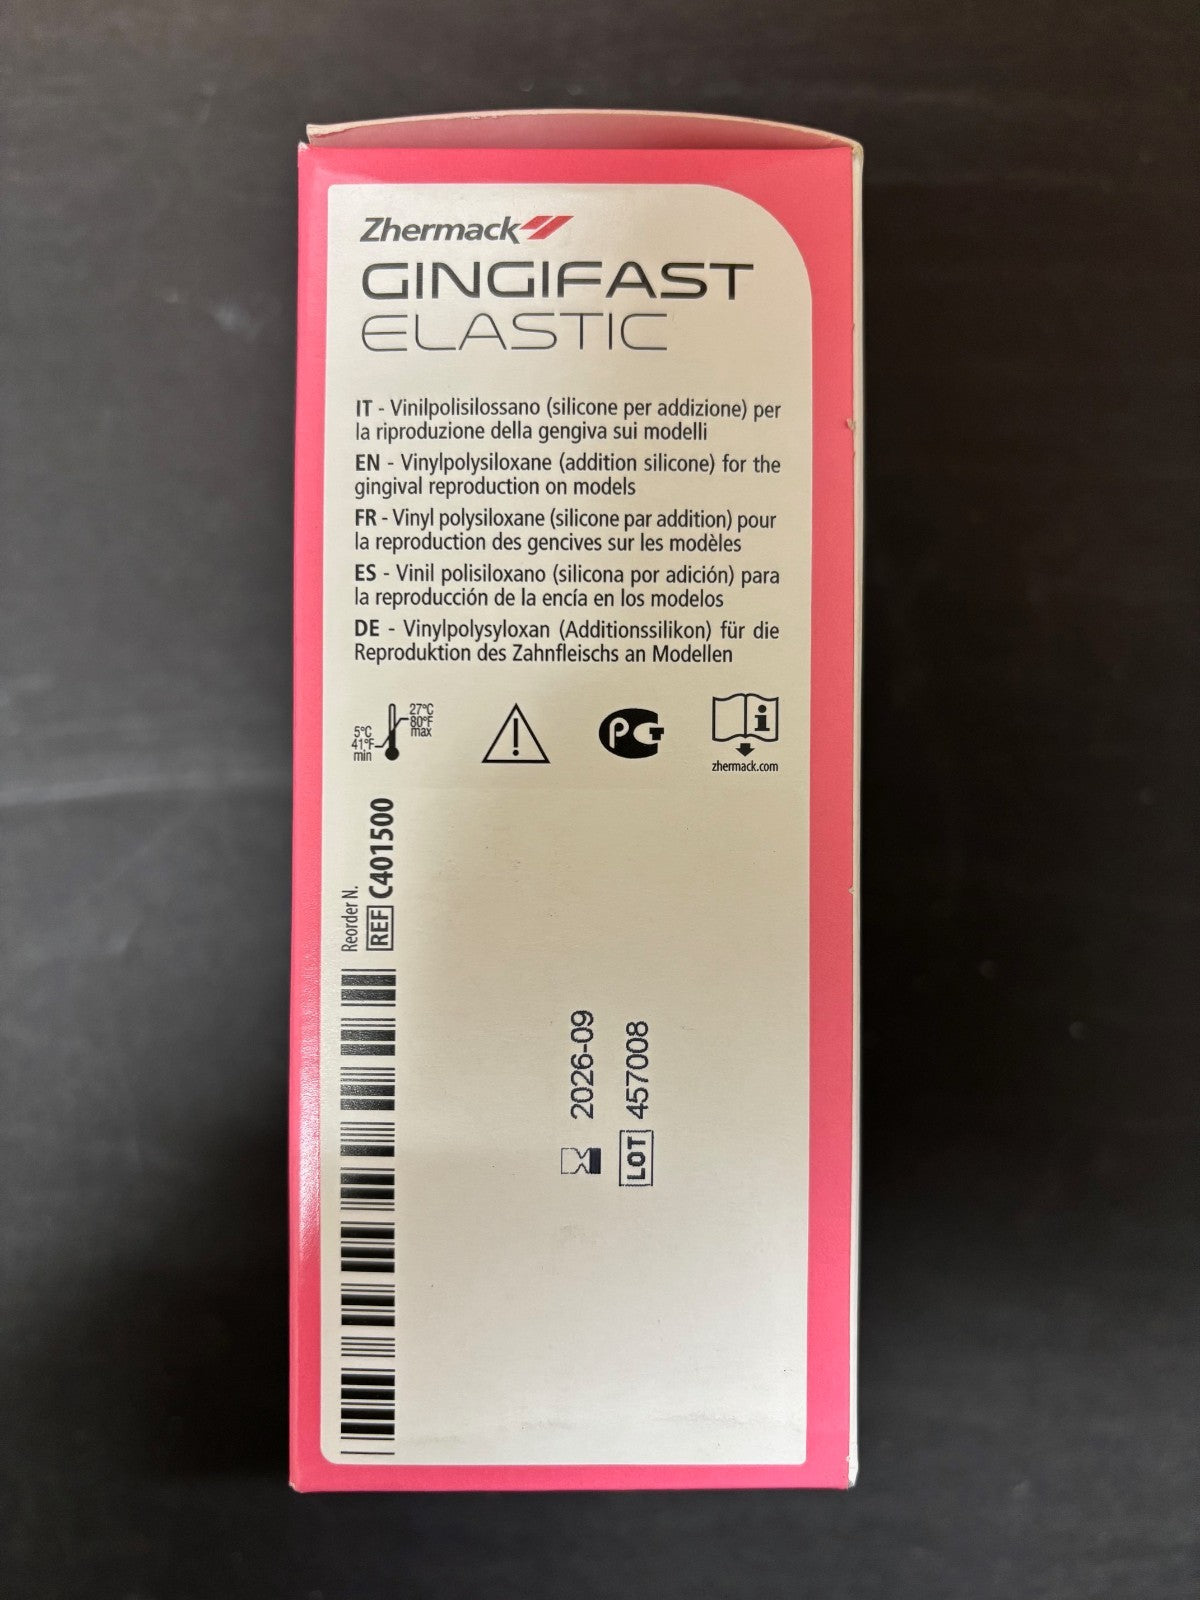 Zhermack
GINGIFAST
ELASTIC
IT - Vinilpolisilossano (silicone per addizione) per
la riproduzione della gengiva sui modelli
EN - Vinylpolysiloxane (addition silicone) for the
gingival reproduction on models
FR - Vinyl polysiloxane (silicone par addition) pour
la reproduction des gencives sur les modèles
ES - Vinil polisiloxano (silicona por adición) para
la reproducción de la encía en los modelos
DE - Vinylpolysyloxan (Additionssilikon) für die
Reproduktion des Zahnfleischs an Modellen
5°C
41°F
min
27°C
80°F
max
!
PCT
i
zhermack.com
Reorder N.
REF C401500
2026-09
LOT 457008